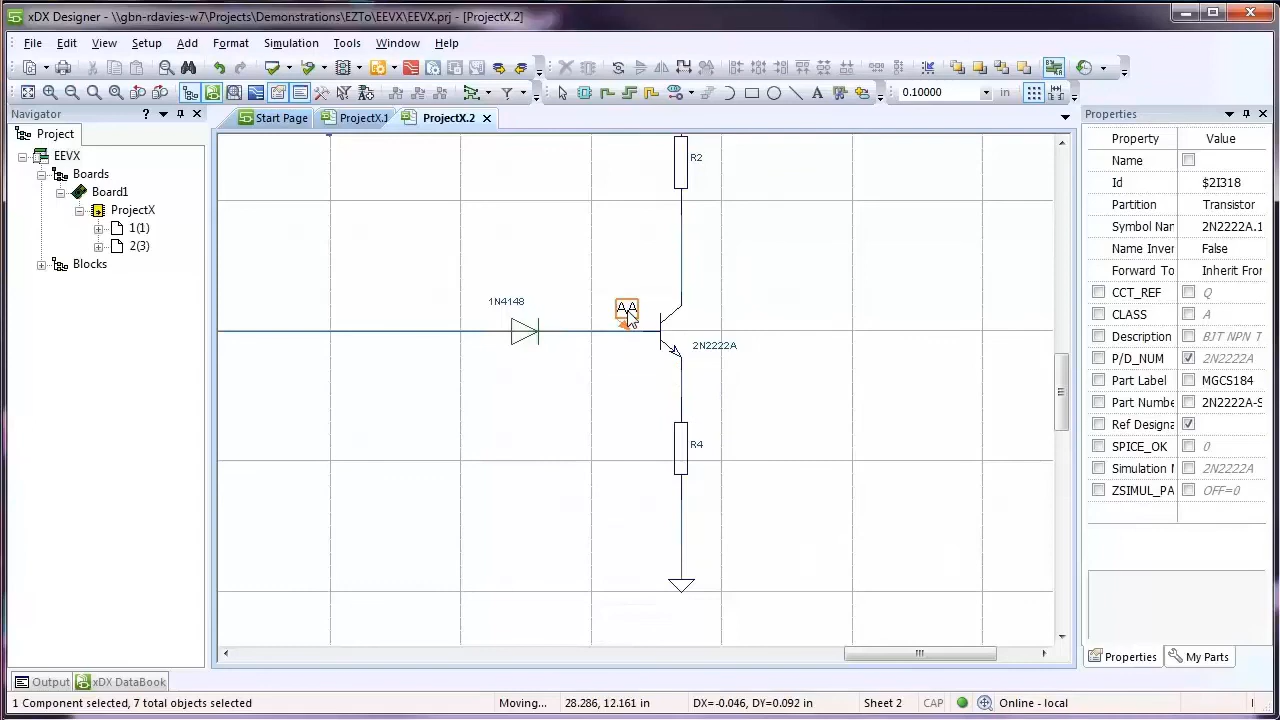 xDX Designer - \\gbn-rdavies-w7\Projects\Demonstrations\EZTo\EEVX\EEVX.prj - [ProjectX.2]
File Edit View Setup Add Format Simulation Tools Window Help
0.10000 in
Navigator ?
Start Page ProjectX.1 ProjectX.2
Properties
Project
EEVX
Boards
Board1
ProjectX
1(1)
2(3)
Blocks
R2
1N4148
2N2222A
R4
Property Value
Name
Id $2I318
Partition Transistor
Symbol Nar 2N2222A.1
Name Inver False
Forward To Inherit Fror
CCT_REF Q
CLASS A
Description BJT NPN T
P/D_NUM 2N2222A
Part Label MGCS184
Part Numbe 2N2222A-S
Ref Designa
SPICE_OK 0
Simulation 2N2222A
ZSIMUL_PA OFF=0
Properties My Parts
Output xDX DataBook
1 Component selected, 7 total objects selected Moving... 28.286, 12.161 in DX=-0.046, DY=0.092 in Sheet 2 CAP Online - local